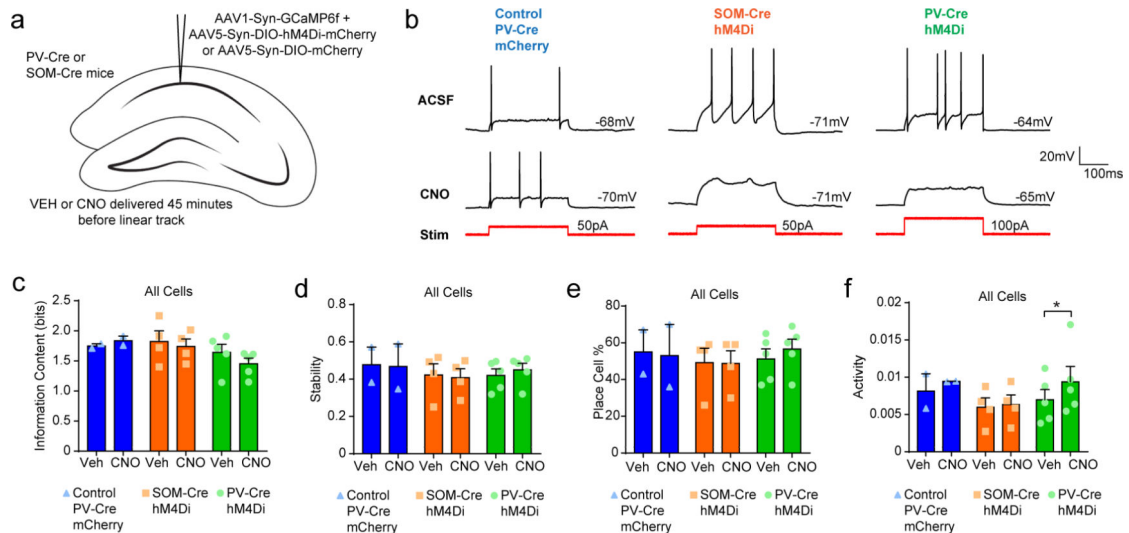 a
AAV1-Syn-GCaMP6f +
AAV5-Syn-DIO-hM4Di-mCherry
or AAV5-Syn-DIO-mCherry
PV-Cre or
SOM-Cre mice
VEH or CNO delivered 45 minutes
before linear track
b
Control
PV-Cre
mCherry
SOM-Cre
hM4Di
PV-Cre
hM4Di
ACSF
-68mV
-71mV
-64mV
20mV
100ms
CNO
-70mV
-71mV
-65mV
Stim
50pA
50pA
100pA
c
All Cells
Information Content (bits)
2.5
2.0
1.5
1.0
0.5
0.0
Veh CNO Veh CNO Veh CNO
Control
PV-Cre
mCherry
SOM-Cre
hM4Di
PV-Cre
hM4Di
d
All Cells
Stability
0.8
0.6
0.4
0.2
0.0
Veh CNO Veh CNO Veh CNO
Control
PV-Cre
mCherry
SOM-Cre
hM4Di
PV-Cre
hM4Di
e
All Cells
Place Cell %
80
60
40
20
0
Veh CNO Veh CNO Veh CNO
Control
PV-Cre
mCherry
SOM-Cre
hM4Di
PV-Cre
hM4Di
f
All Cells
Activity
0.02
0.015
0.01
0.005
0
*
Veh CNO Veh CNO Veh CNO
Control
PV-Cre
mCherry
SOM-Cre
hM4Di
PV-Cre
hM4Di